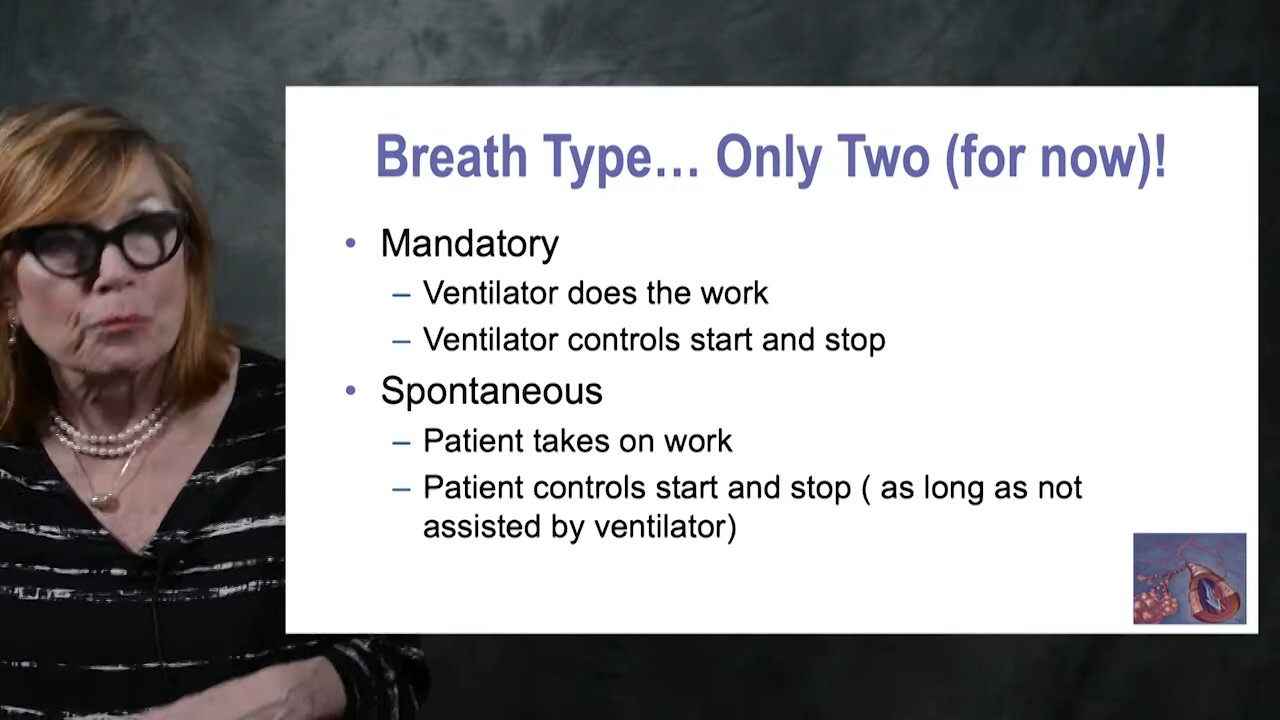 Breath Type… Only Two (for now)!
• Mandatory
– Ventilator does the work
– Ventilator controls start and stop
• Spontaneous
– Patient takes on work
– Patient controls start and stop ( as long as not
assisted by ventilator)